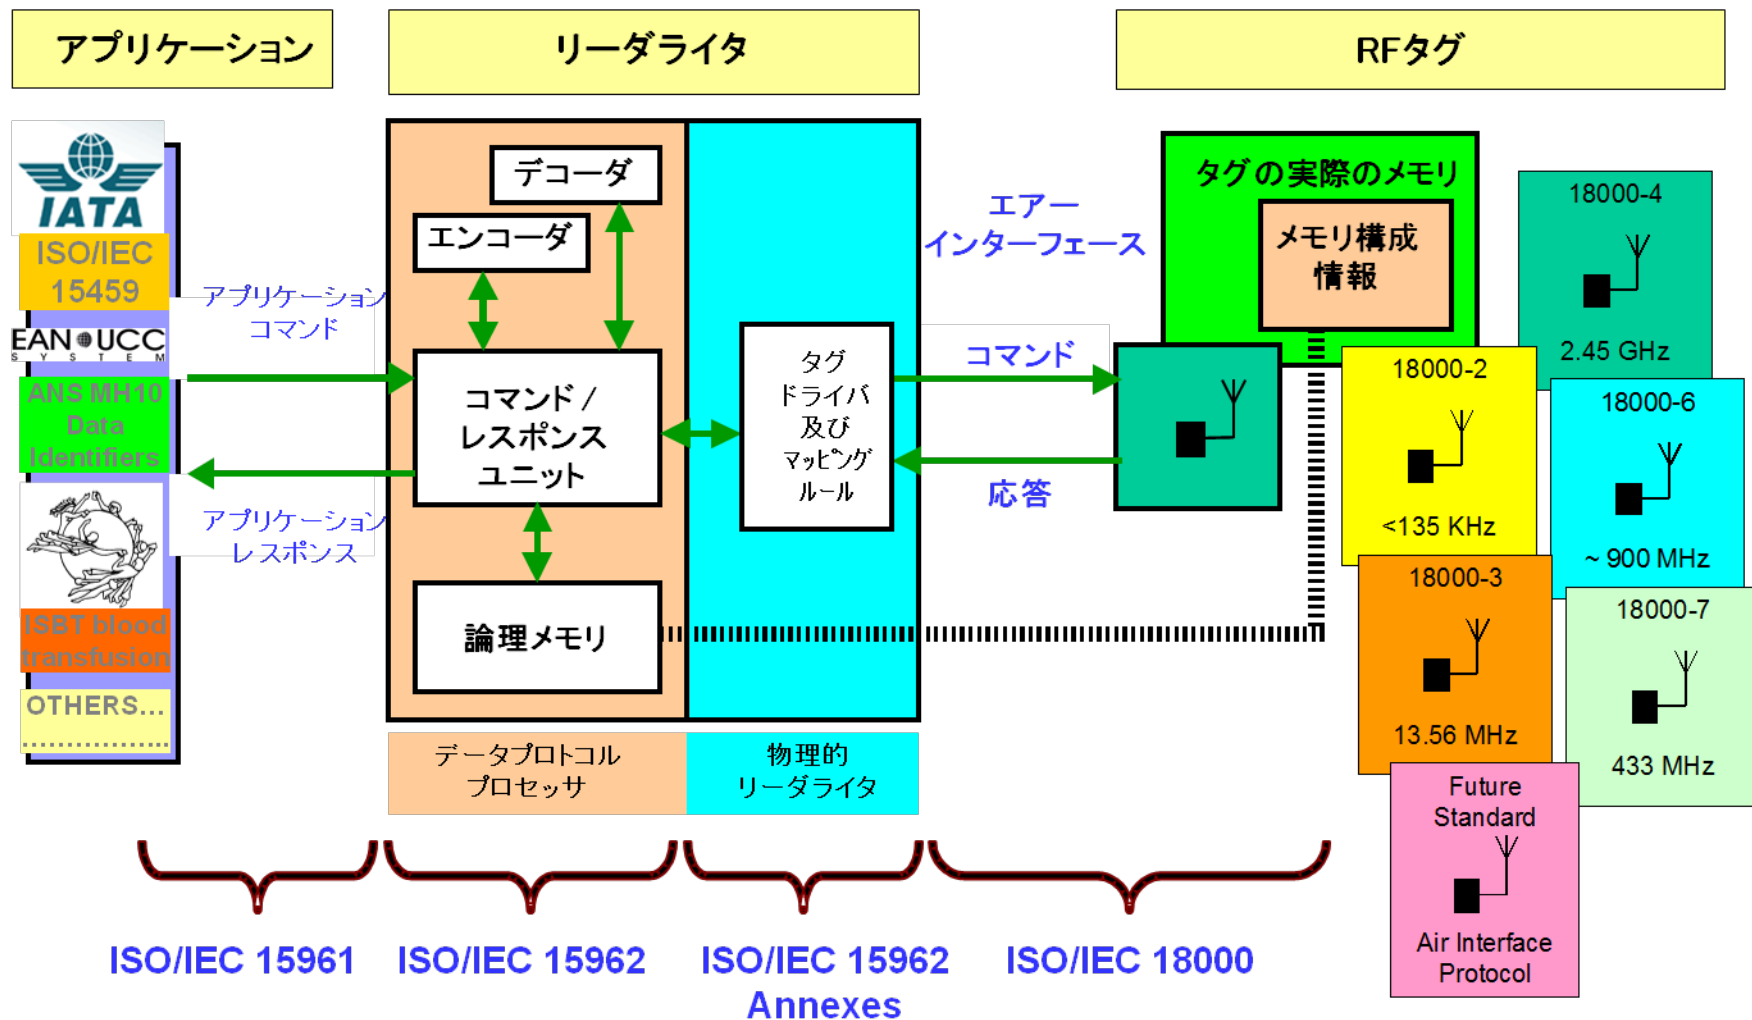 アプリケーション
リーダライタ
RFタグ
IATA
ISO/IEC
15459
EAN UCC
SYSTEM
ANS MH10
Data
Identifiers
ISBT blood
transfusion
OTHERS...
アプリケーション
コマンド
アプリケーション
レスポンス
デコーダ
エンコーダ
コマンド /
レスポンス
ユニット
論理メモリ
タグ
ドライバ
及び
マッピング
ルール
データプロトコル
プロセッサ
物理的
リーダライタ
エアー
インターフェース
コマンド
応答
タグの実際のメモリ
メモリ構成
情報
18000-4
2.45 GHz
18000-2
<135 KHz
18000-6
~ 900 MHz
18000-3
13.56 MHz
18000-7
433 MHz
Future
Standard
Air Interface
Protocol
ISO/IEC 15961
ISO/IEC 15962
ISO/IEC 15962
Annexes
ISO/IEC 18000